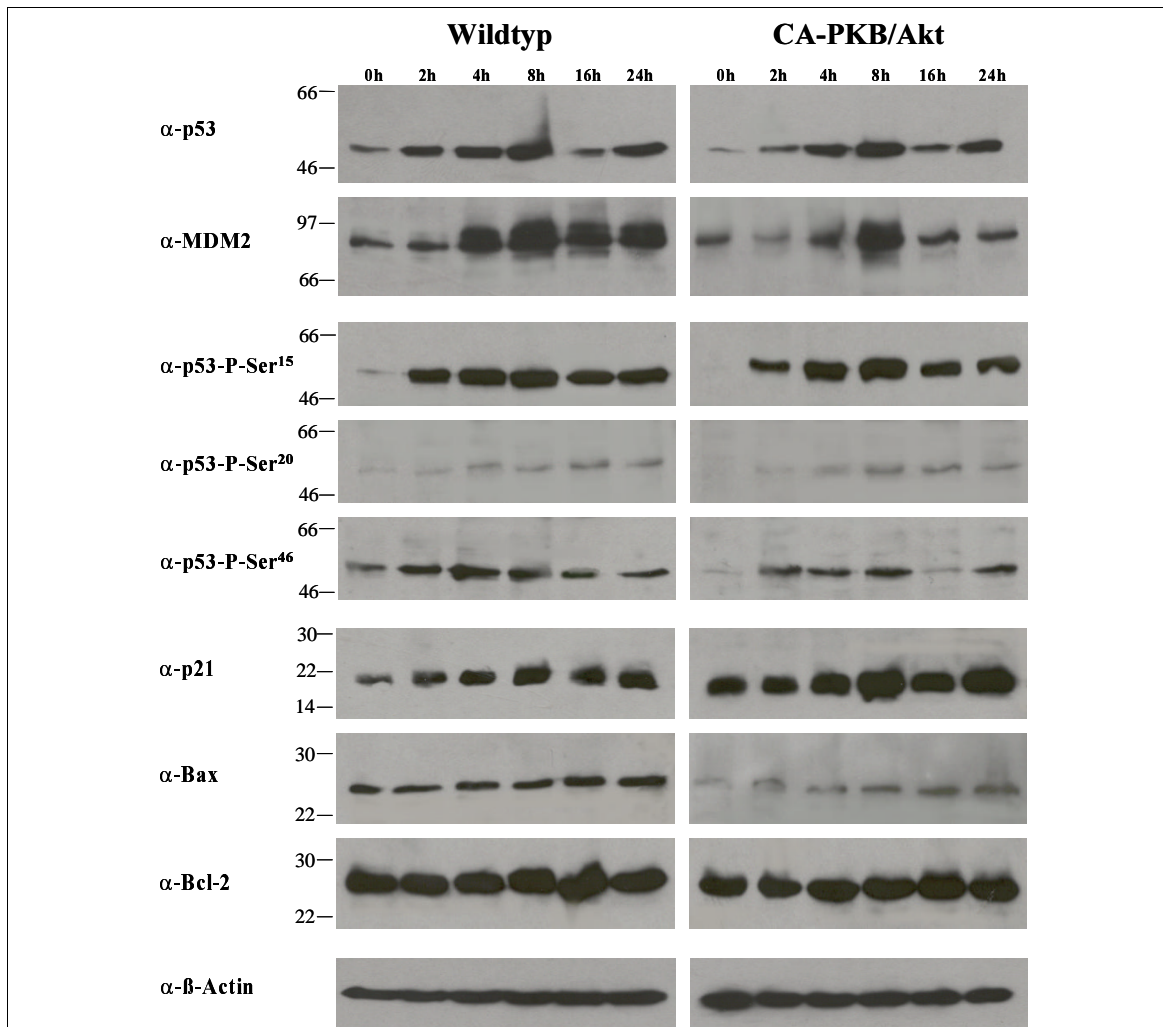 Wildtyp CA-PKB/Akt
0h 2h 4h 8h 16h 24h 0h 2h 4h 8h 16h 24h
66
α-p53
46
97
α-MDM2
66
66
α-p53-P-Ser¹⁵
46
66
α-p53-P-Ser²⁰
46
66
α-p53-P-Ser⁴⁶
46
30
α-p21 22
14
30
α-Bax
22
30
α-Bcl-2
22
α-ß-Actin